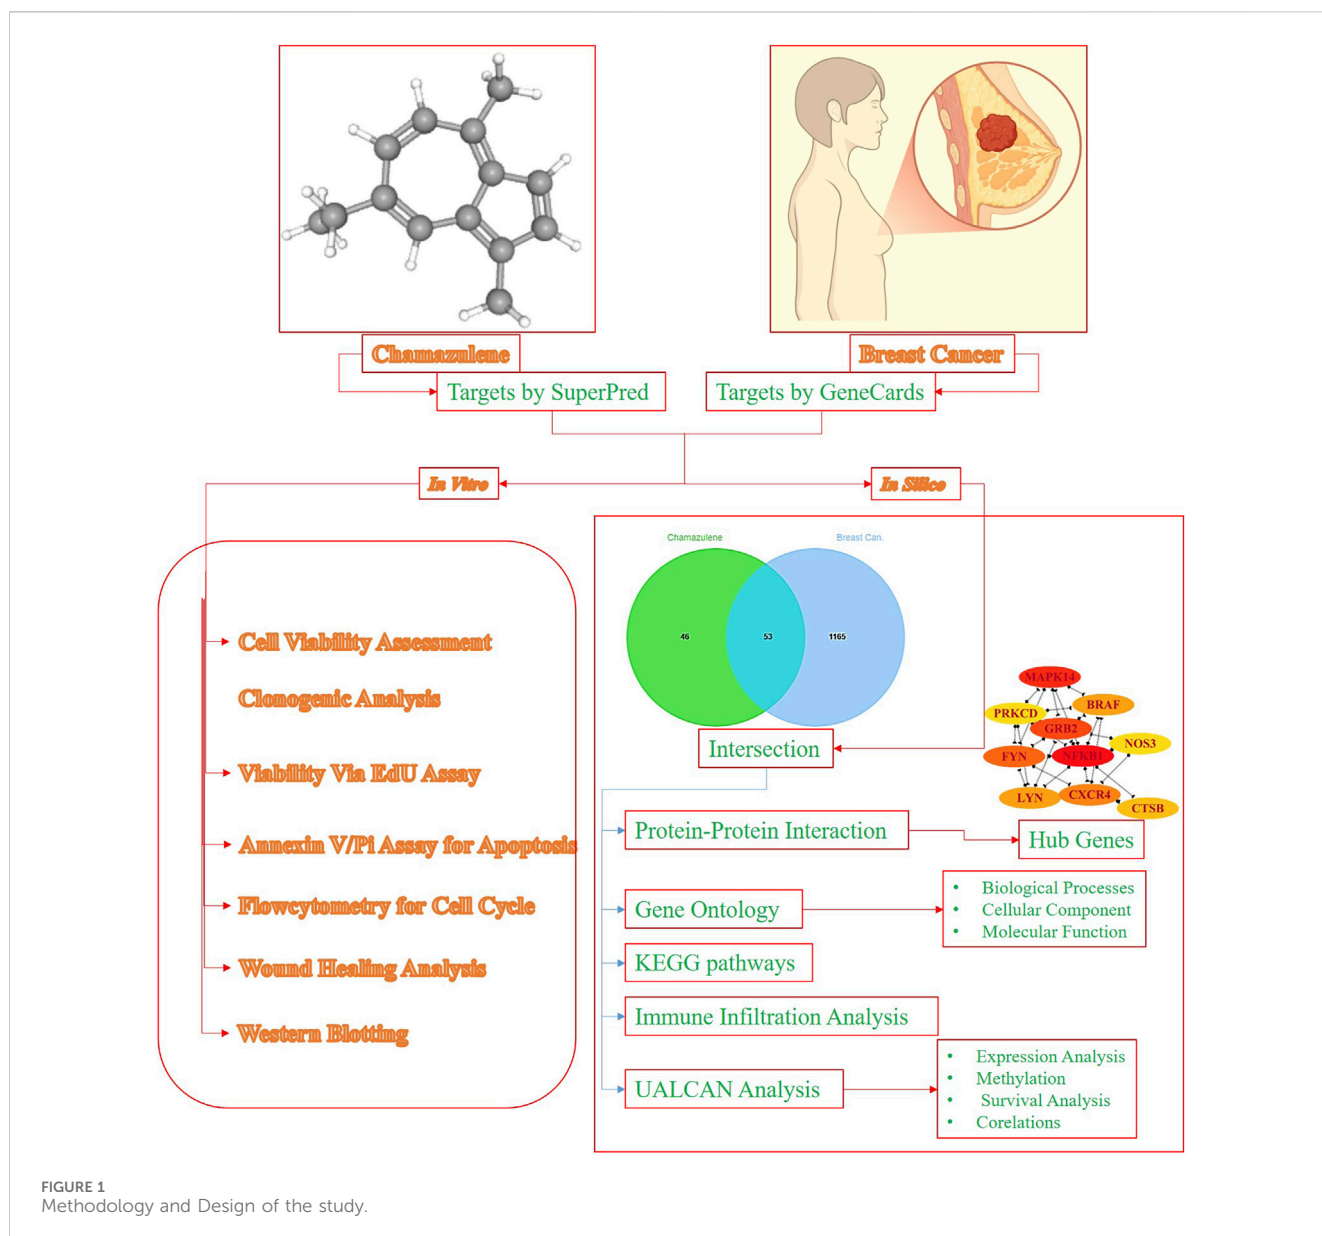 Chamazulene
Breast Cancer
Targets by SuperPred
Targets by GeneCards
In Vitro
In Silico
Cell Viability Assessment
Clonogenic Analysis
Viability Via EdU Assay
Annexin V/Pi Assay for Apoptosis
Flowcytometry for Cell Cycle
Wound Healing Analysis
Western Blotting
Chamazulene
Breast Can.
46
53
1165
Intersection
MAPK14
BRAF
PRKCD
GRB2
NOS3
FYN
NFKB1
LYN
CXCR4
CTSB
Protein-Protein Interaction
Hub Genes
Gene Ontology
• Biological Processes
• Cellular Component
• Molecular Function
KEGG pathways
Immune Infiltration Analysis
UALCAN Analysis
• Expression Analysis
• Methylation
• Survival Analysis
• Corelations
FIGURE 1
Methodology and Design of the study.